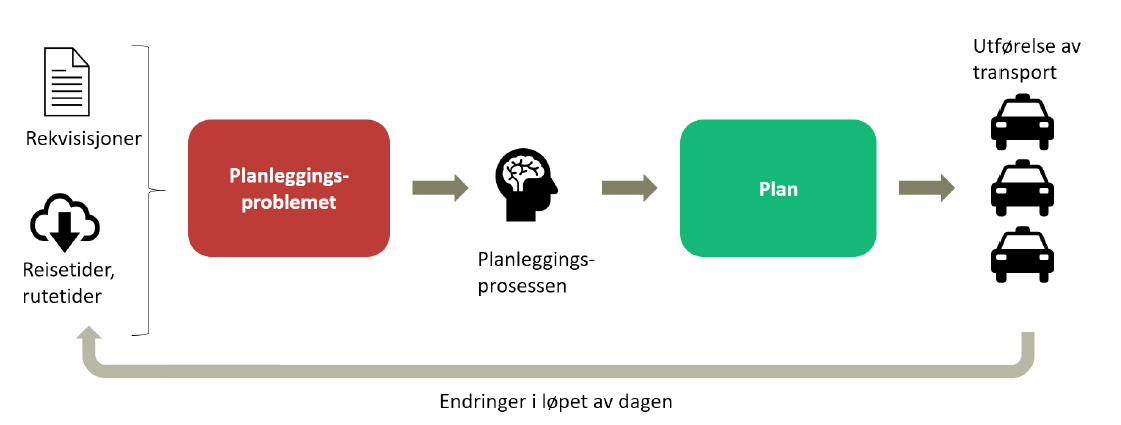 Rekvisisjoner
Reisetider,
rutetider
Planleggings-
problemet
Planleggings-
prosessen
Plan
Utførelse av
transport
Endringer i løpet av dagen